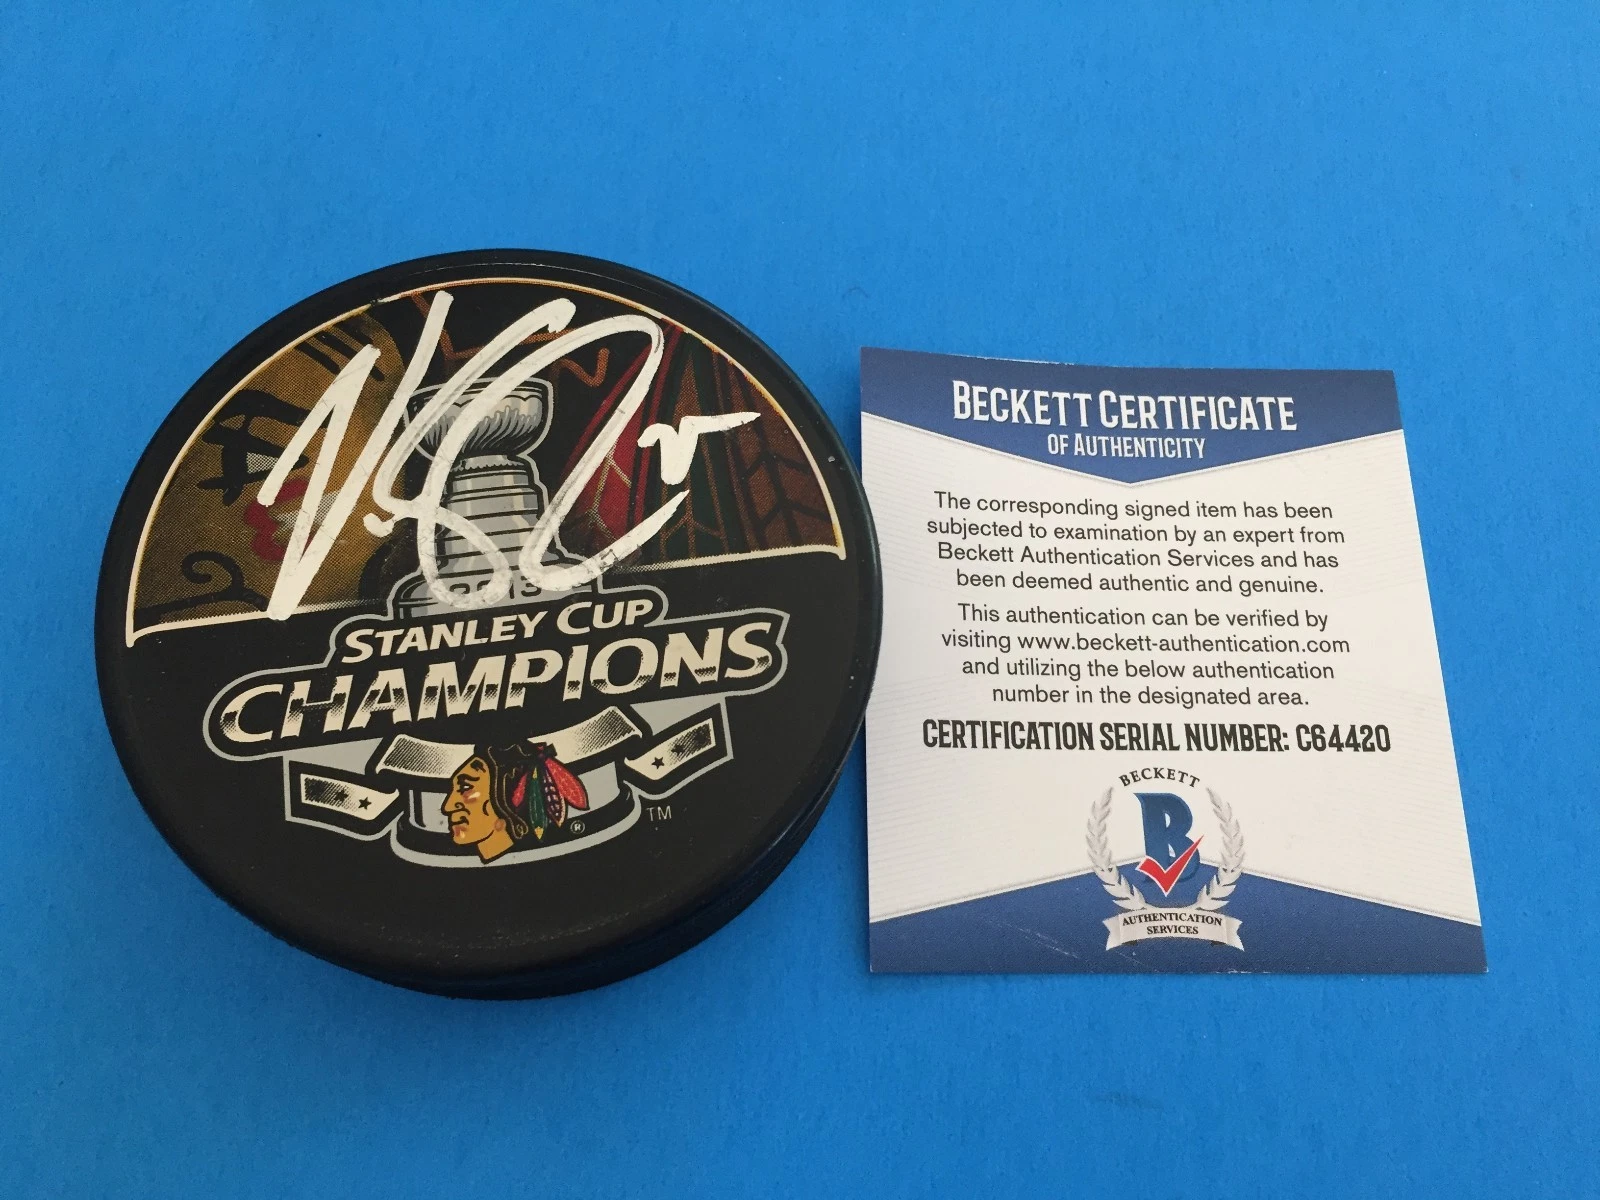 2013
STANLEY CUP
CHAMPIONS
®
TM
BECKETT CERTIFICATE
OF AUTHENTICITY
The corresponding signed item has been
subjected to examination by an expert from
Beckett Authentication Services and has
been deemed authentic and genuine.
This authentication can be verified by
visiting www.beckett-authentication.com
and utilizing the below authentication
number in the designated area.
CERTIFICATION SERIAL NUMBER: C64420
BECKETT
B
AUTHENTICATION
SERVICES